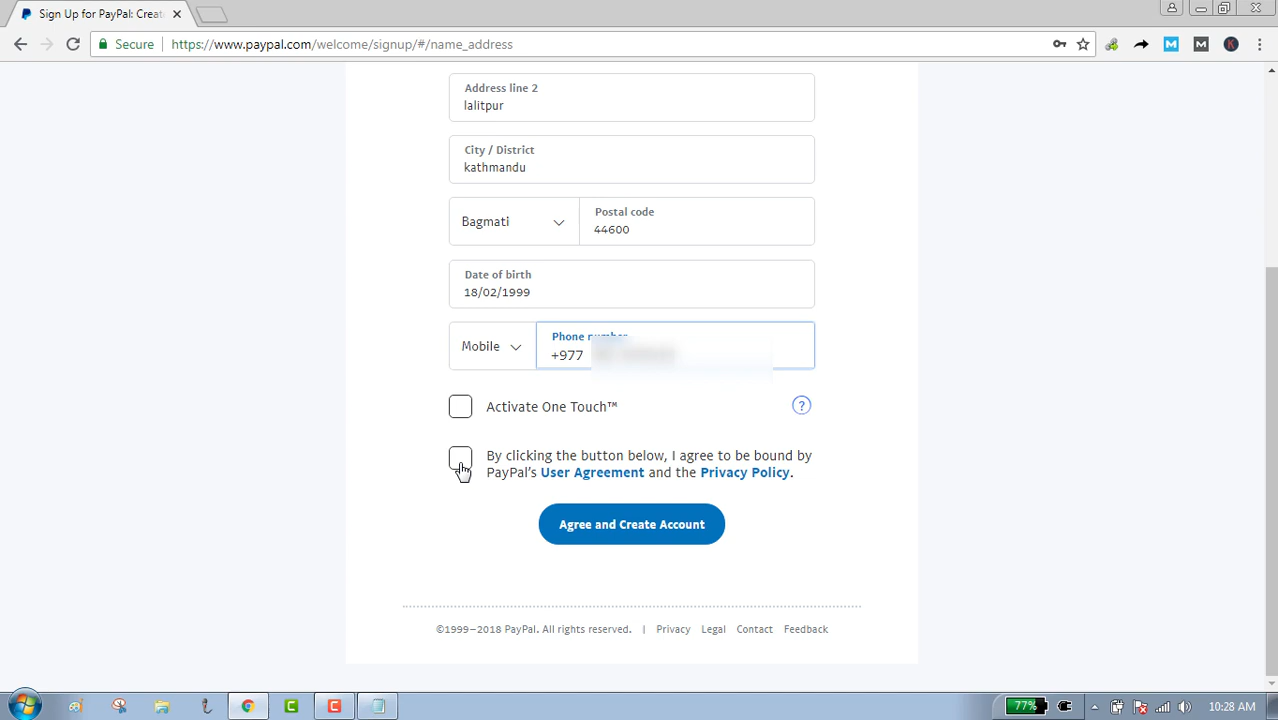 Sign Up for PayPal: Creat
Secure
https://www.paypal.com/welcome/signup/#/name_address
Address line 2
lalitpur
City / District
kathmandu
Bagmati
Postal code
44600
Date of birth
18/02/1999
Mobile
Phone number
+977
Activate One Touch™
?
By clicking the button below, I agree to be bound by
PayPal's User Agreement and the Privacy Policy.
Agree and Create Account
©1999–2018 PayPal. All rights reserved. | Privacy Legal Contact Feedback
77%
10:28 AM